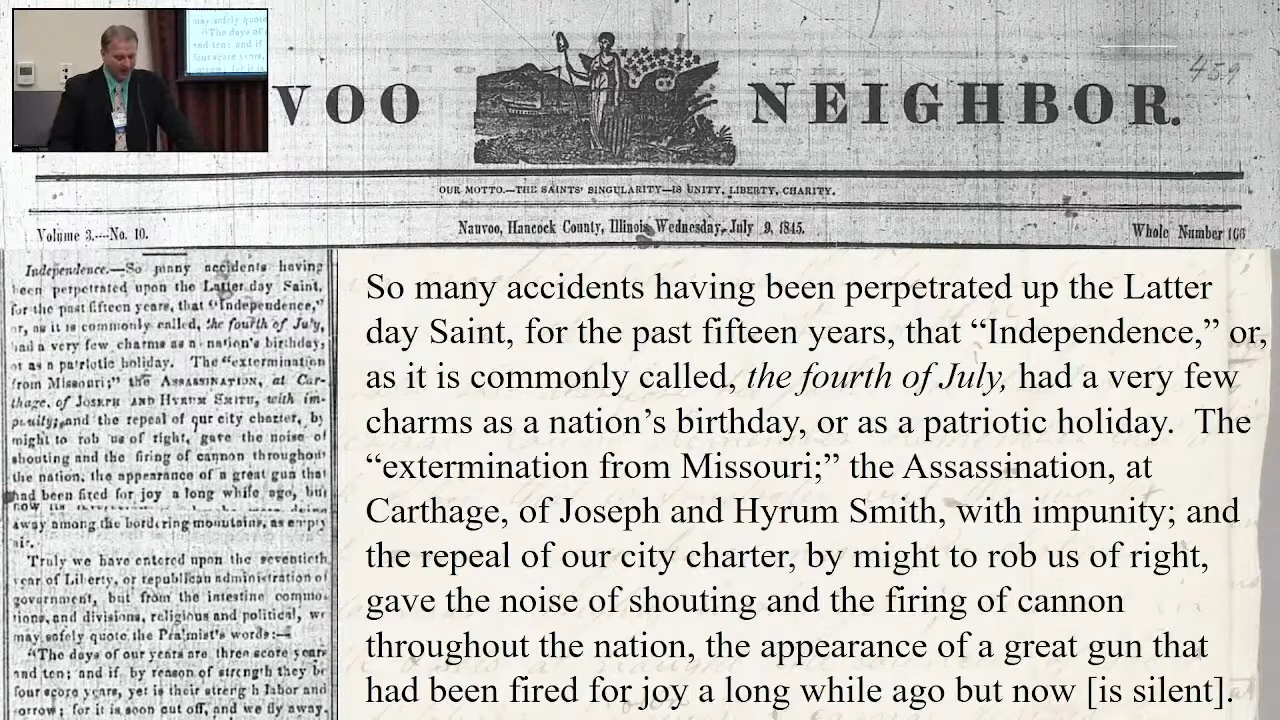 may safely quote
"The days of
and ten; and if
four score years,
VOO NEIGHBOR.
459
OUR MOTTO.—THE SAINTS' SINGULARITY—IS UNITY, LIBERTY, CHARITY.
Volume 3.---No. 10. Nauvoo, Hancock County, Illinois, Wednesday, July 9, 1845. Whole Number 166
Independence.—So many accidents having
been perpetrated upon the Latter day Saint,
for the past fifteen years, that "Independence,"
or, as it is commonly called, the fourth of July,
had a very few charms as a nation's birthday,
or as a patriotic holiday. The "extermination
from Missouri;" the ASSASSINATION, at Car-
thage, of JOSEPH AND HYRUM SMITH, with im-
punity; and the repeal of our city charter, by
might to rob us of right, gave the noise of
shouting and the firing of cannon throughout
the nation, the appearance of a great gun that
had been fired for joy a long while ago, but
now its
away among the bordering mountains, as empty
air.
Truly we have entered upon the seventieth
year of Liberty, or republican administration of
government, but from the intestine commo-
tions, and divisions, religious and political, we
may safely quote the Psalmist's words:—
"The days of our years are three score years
and ten; and if by reason of strength they be
four score years, yet is their strength labor and
sorrow; for it is soon cut off, and we fly away.
So many accidents having been perpetrated up the Latter
day Saint, for the past fifteen years, that “Independence,” or,
as it is commonly called, the fourth of July, had a very few
charms as a nation’s birthday, or as a patriotic holiday. The
“extermination from Missouri;” the Assassination, at
Carthage, of Joseph and Hyrum Smith, with impunity; and
the repeal of our city charter, by might to rob us of right,
gave the noise of shouting and the firing of cannon
throughout the nation, the appearance of a great gun that
had been fired for joy a long while ago but now [is silent].